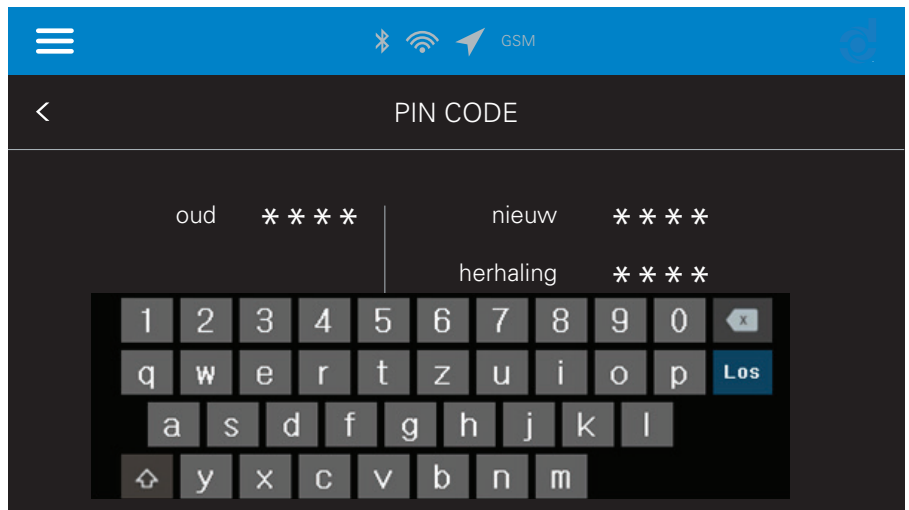 GSM
PIN CODE
oud **** nieuw ****
herhaling ****
1 2 3 4 5 6 7 8 9 0 x
q w e r t z u i o p Los
a s d f g h j k l
y x c v b n m